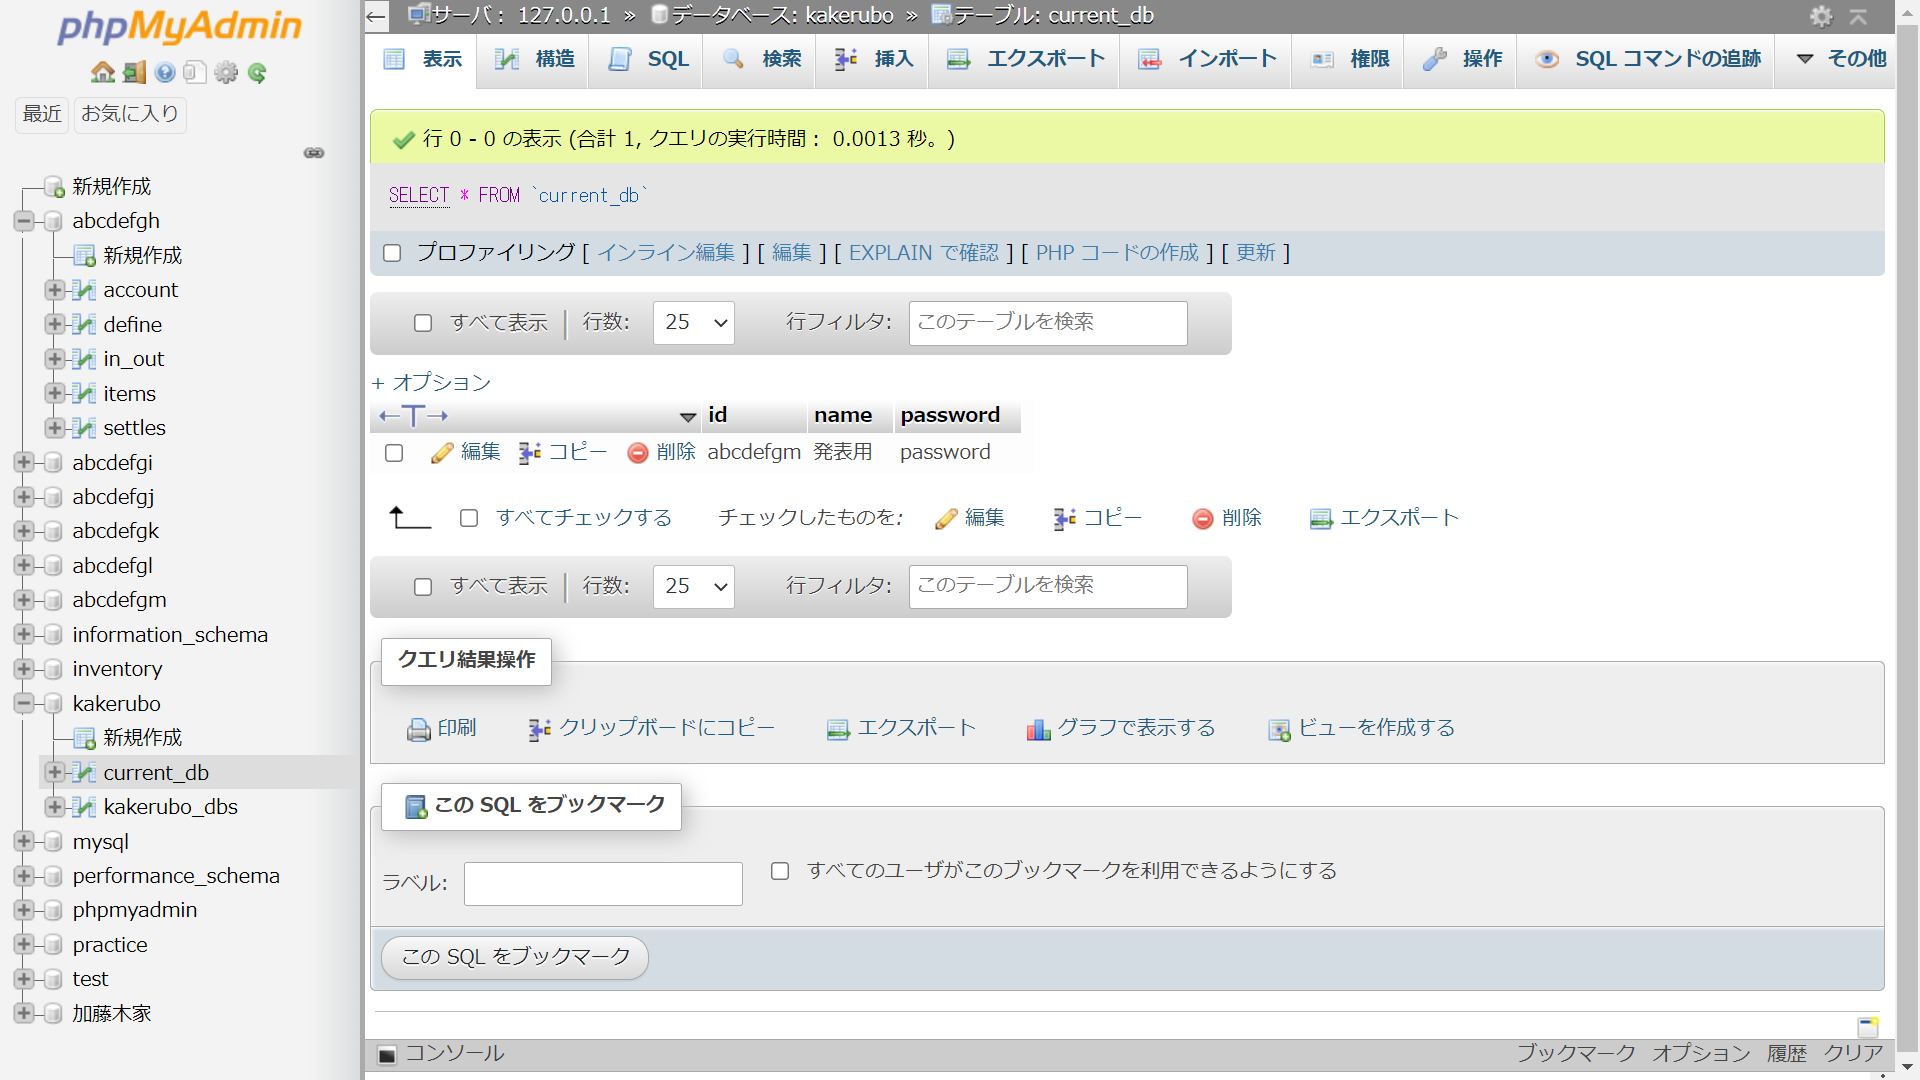 phpMyAdmin
最近 お気に入り
新規作成
abcdefgh
新規作成
account
define
in_out
items
settles
abcdefgi
abcdefgj
abcdefgk
abcdefgl
abcdefgm
information_schema
inventory
kakerubo
新規作成
current_db
kakerubo_dbs
mysql
performance_schema
phpmyadmin
practice
test
加藤木家
サーバ： 127.0.0.1 » データベース: kakerubo » テーブル: current_db
表示 構造 SQL 検索 挿入 エクスポート インポート 権限 操作 SQL コマンドの追跡 その他
行 0 - 0 の表示 (合計 1, クエリの実行時間： 0.0013 秒。)
SELECT * FROM `current_db`
プロファイリング [ インライン編集 ] [ 編集 ] [ EXPLAIN で確認 ] [ PHP コードの作成 ] [ 更新 ]
すべて表示 行数: 25 行フィルタ: このテーブルを検索
+ オプション
←T→ id name password
編集 コピー 削除 abcdefgm 発表用 password
すべてチェックする チェックしたものを: 編集 コピー 削除 エクスポート
すべて表示 行数: 25 行フィルタ: このテーブルを検索
クエリ結果操作
印刷 クリップボードにコピー エクスポート グラフで表示する ビューを作成する
この SQL をブックマーク
ラベル: すべてのユーザがこのブックマークを利用できるようにする
この SQL をブックマーク
コンソール ブックマーク オプション 履歴 クリア